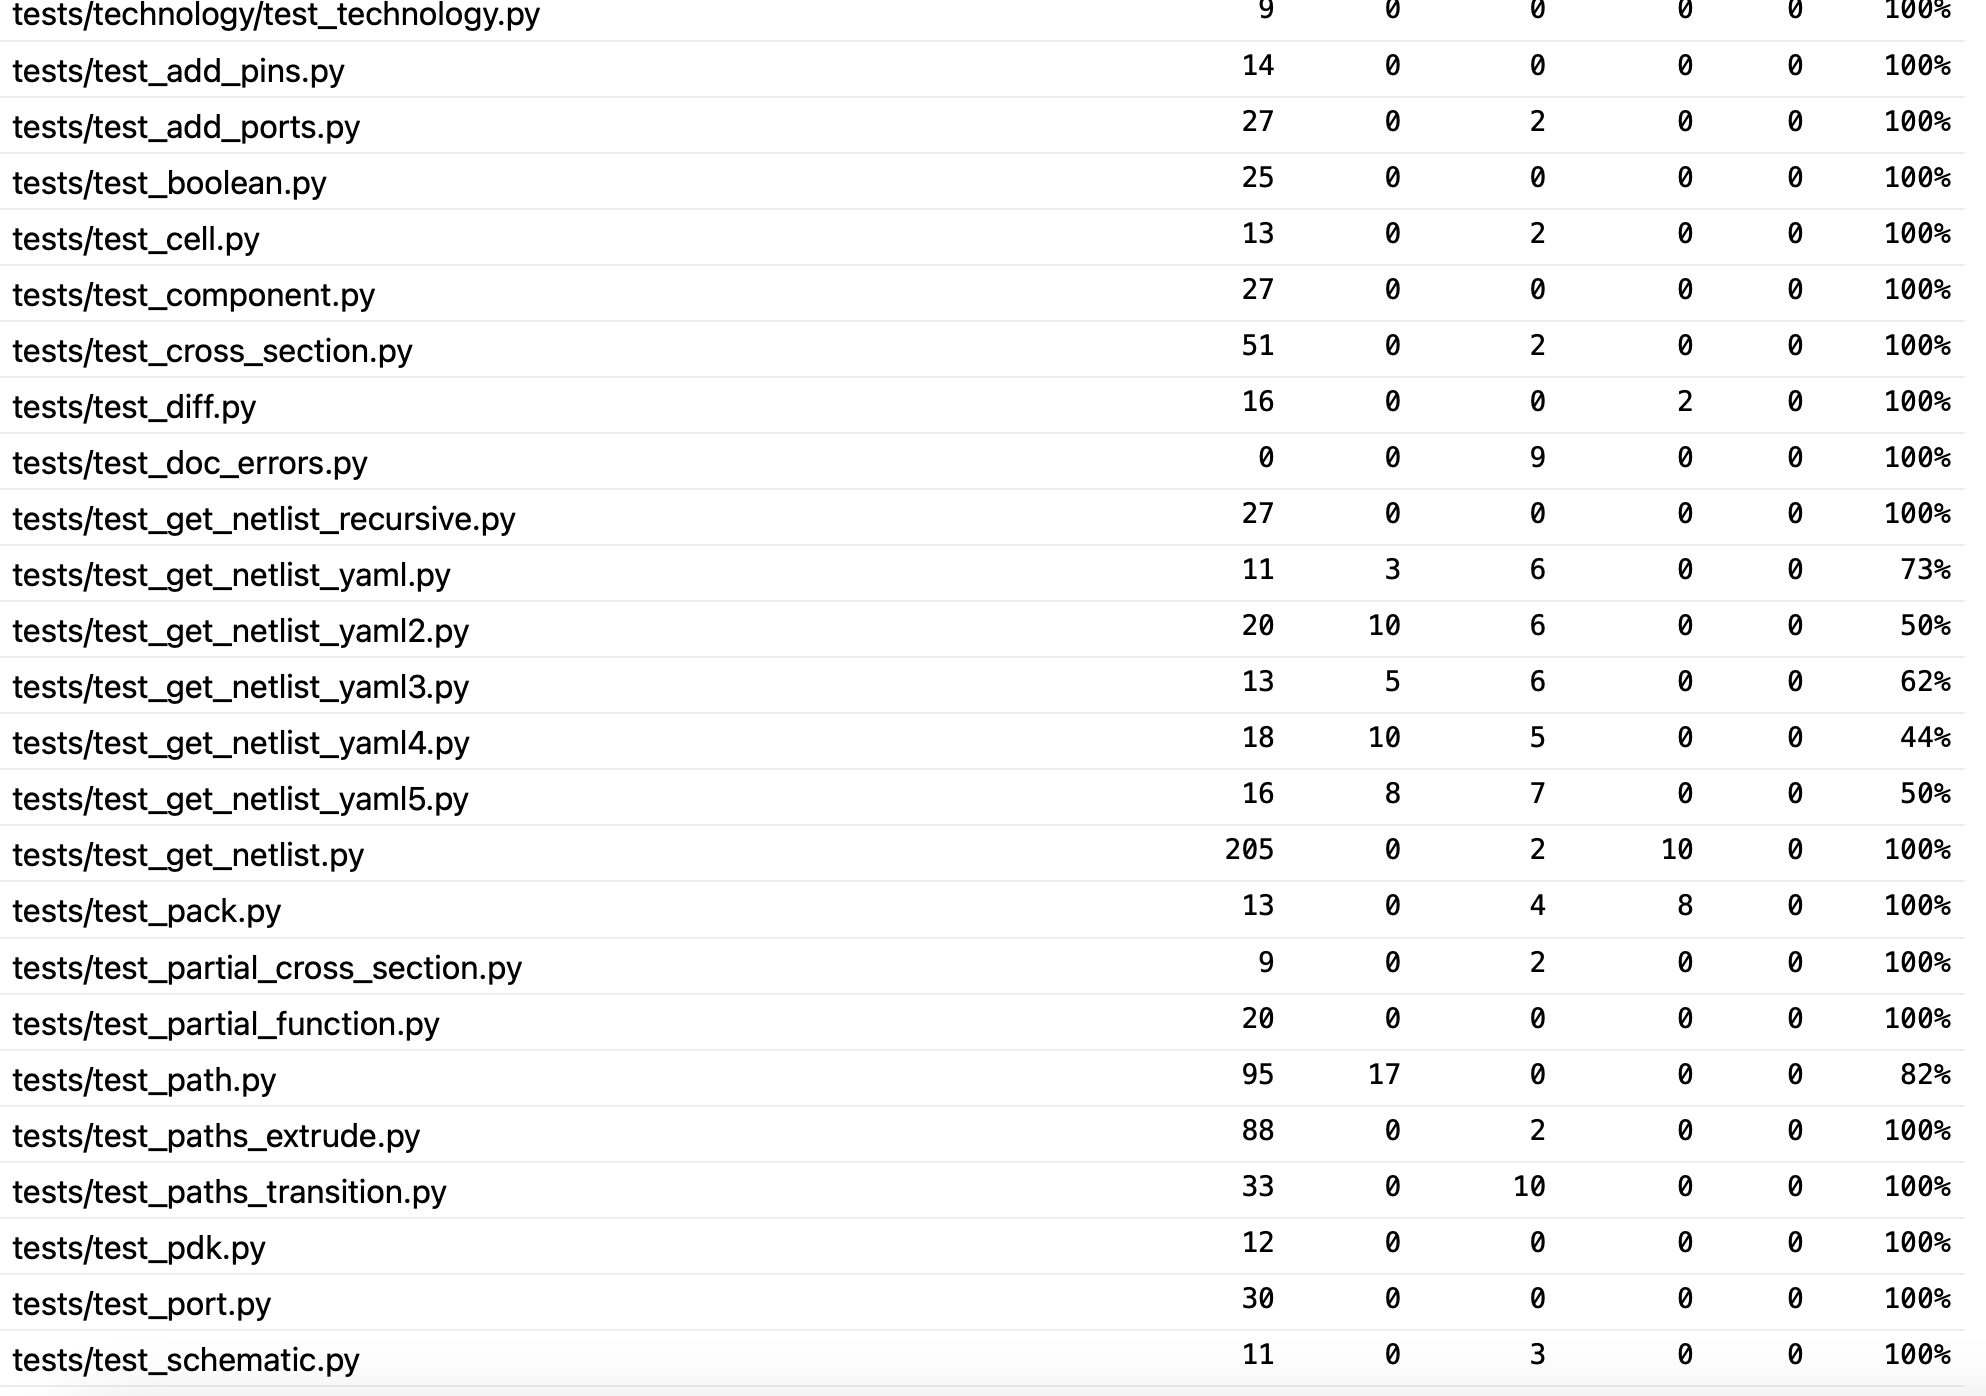 tests/technology/test_technology.py 9 0 0 0 0 100%
tests/test_add_pins.py 14 0 0 0 0 100%
tests/test_add_ports.py 27 0 2 0 0 100%
tests/test_boolean.py 25 0 0 0 0 100%
tests/test_cell.py 13 0 2 0 0 100%
tests/test_component.py 27 0 0 0 0 100%
tests/test_cross_section.py 51 0 2 0 0 100%
tests/test_diff.py 16 0 0 2 0 100%
tests/test_doc_errors.py 0 0 9 0 0 100%
tests/test_get_netlist_recursive.py 27 0 0 0 0 100%
tests/test_get_netlist_yaml.py 11 3 6 0 0 73%
tests/test_get_netlist_yaml2.py 20 10 6 0 0 50%
tests/test_get_netlist_yaml3.py 13 5 6 0 0 62%
tests/test_get_netlist_yaml4.py 18 10 5 0 0 44%
tests/test_get_netlist_yaml5.py 16 8 7 0 0 50%
tests/test_get_netlist.py 205 0 2 10 0 100%
tests/test_pack.py 13 0 4 8 0 100%
tests/test_partial_cross_section.py 9 0 2 0 0 100%
tests/test_partial_function.py 20 0 0 0 0 100%
tests/test_path.py 95 17 0 0 0 82%
tests/test_paths_extrude.py 88 0 2 0 0 100%
tests/test_paths_transition.py 33 0 10 0 0 100%
tests/test_pdk.py 12 0 0 0 0 100%
tests/test_port.py 30 0 0 0 0 100%
tests/test_schematic.py 11 0 3 0 0 100%